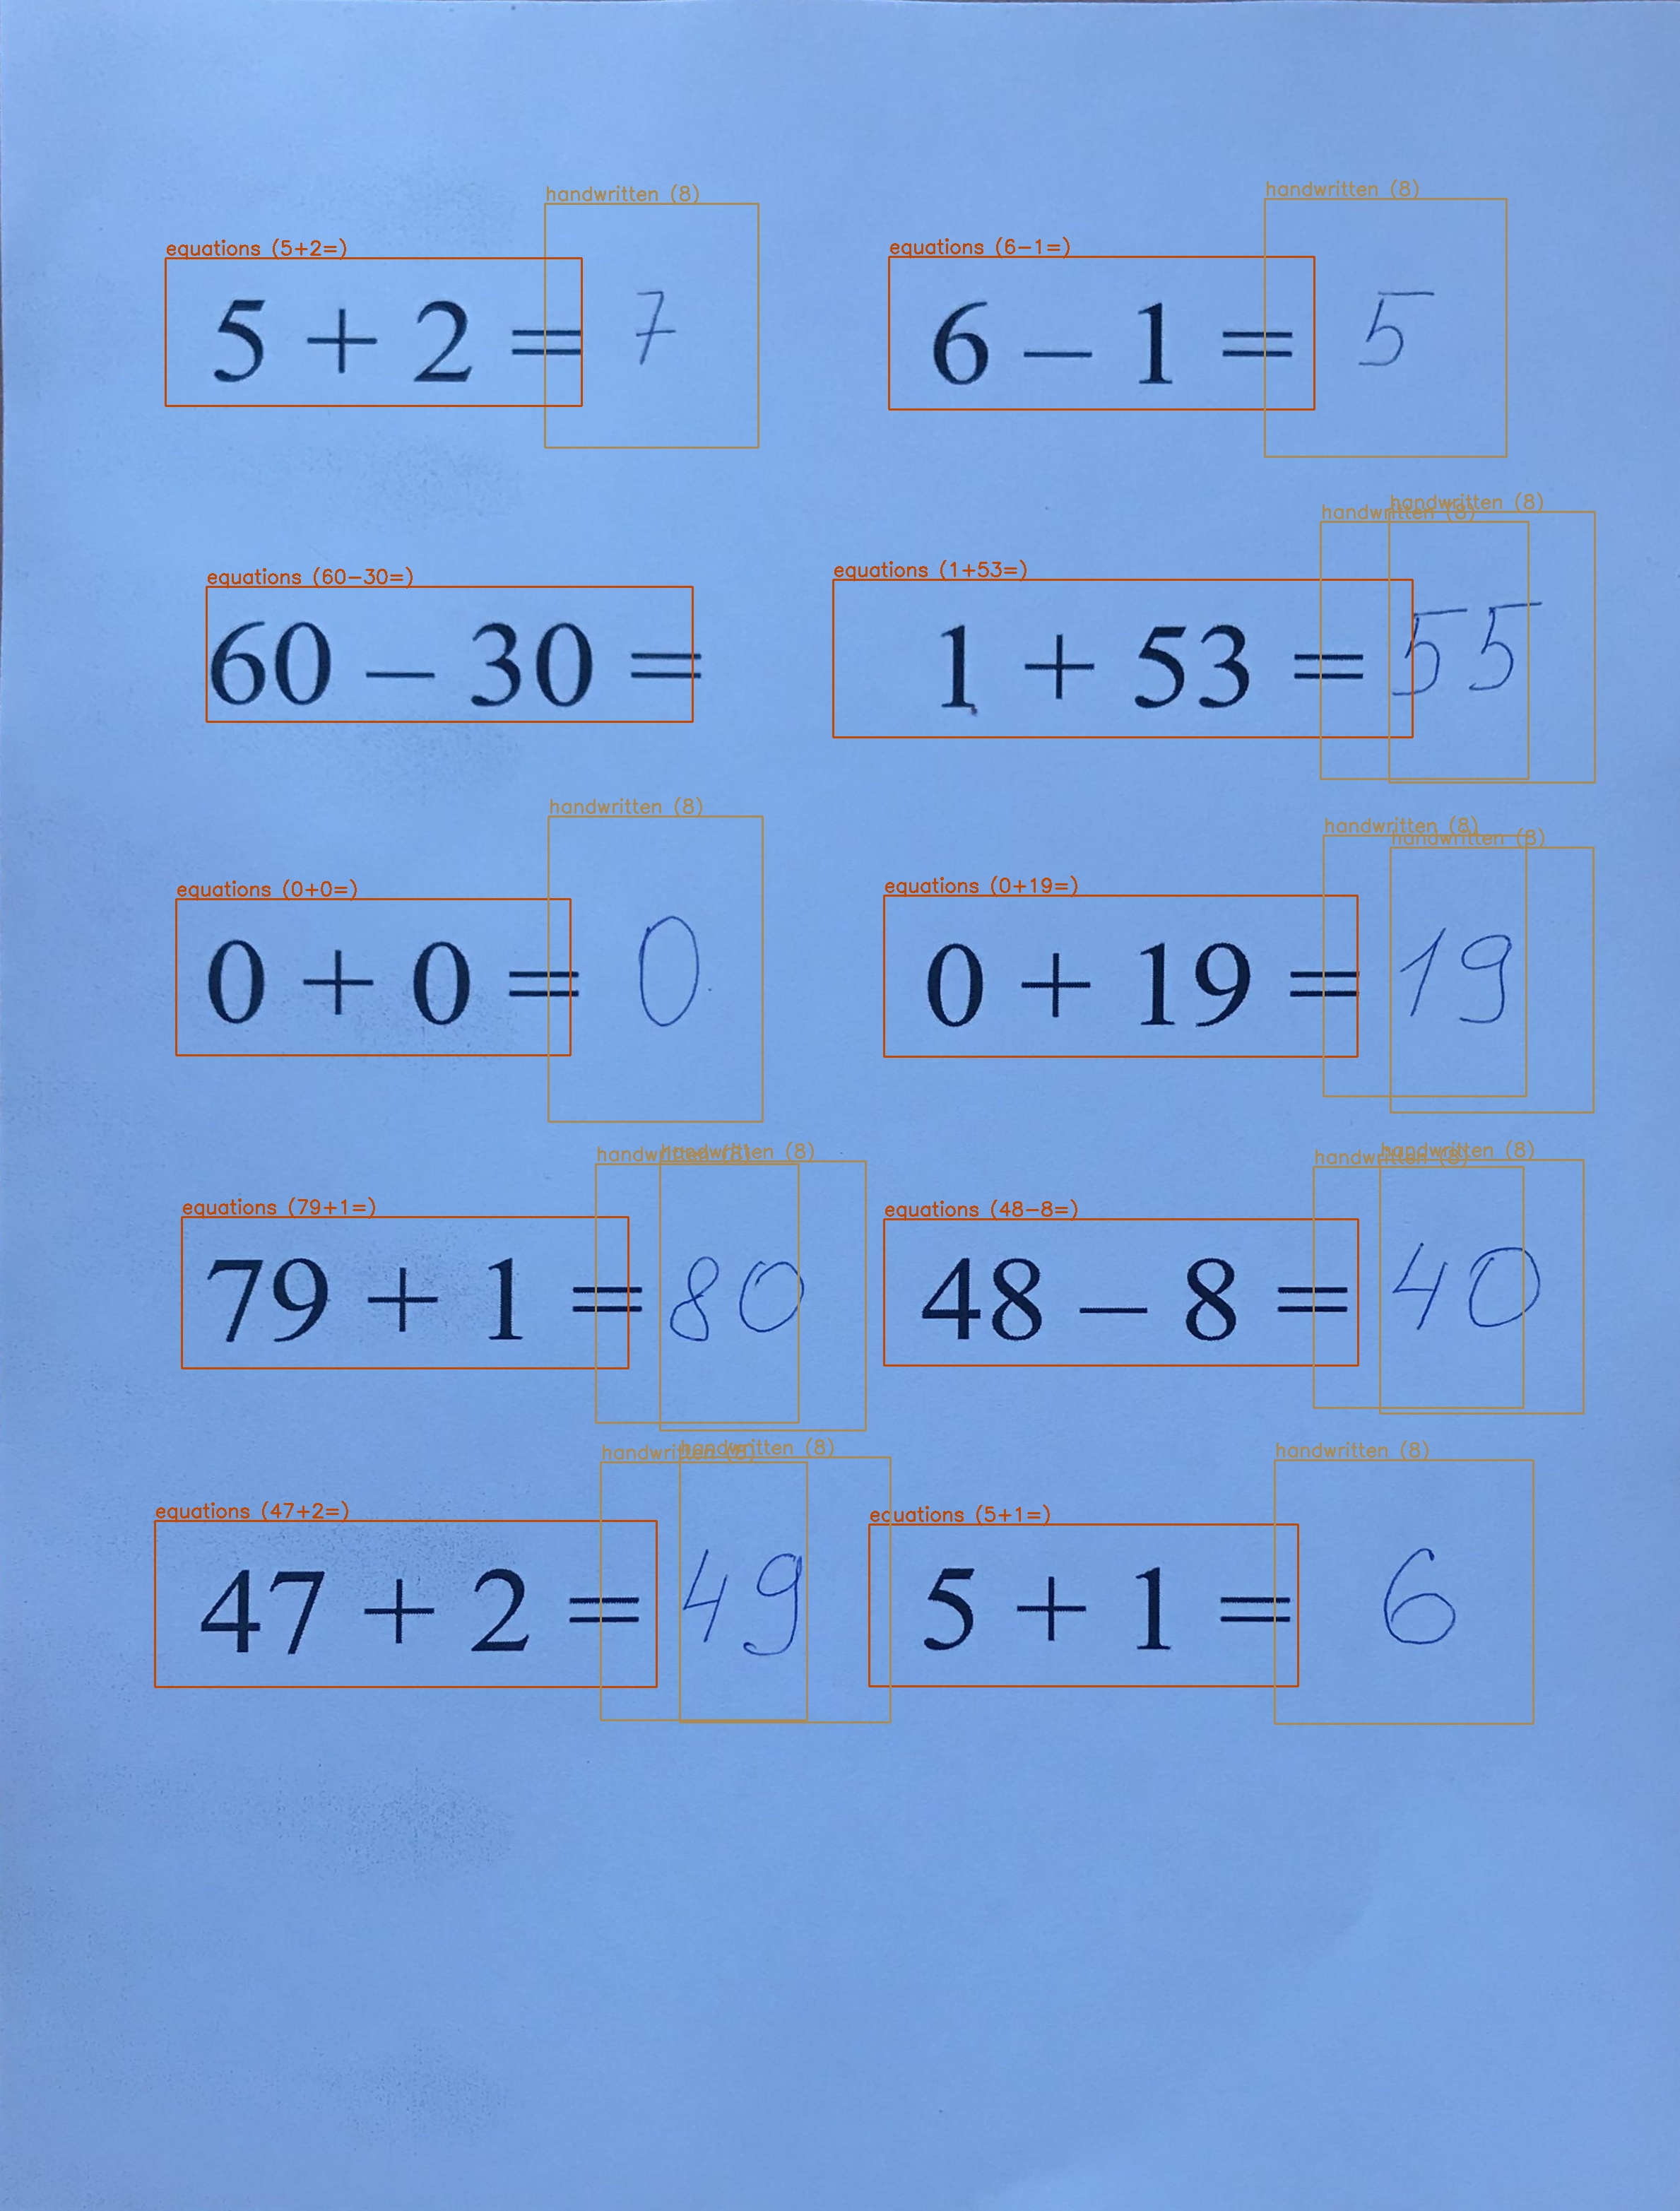 handwritten (8) handwritten (8)
equations (5+2=) equations (6-1=)
5 + 2 = 7 6 – 1 = 5
handwritten (8) handwritten (8)
equations (60-30=) equations (1+53=)
60 – 30 = 1 + 53 = 55
handwritten (8) handwritten (8) handwritten (8)
equations (0+0=) equations (0+19=)
0 + 0 = 0 0 + 19 = 19
handwritten (8) handwritten (8) handwritten (8) handwritten (8)
equations (79+1=) equations (48-8=)
79 + 1 = 80 48 – 8 = 40
handwritten (8) handwritten (8) handwritten (8)
equations (47+2=) equations (5+1=)
47 + 2 = 49 5 + 1 = 6